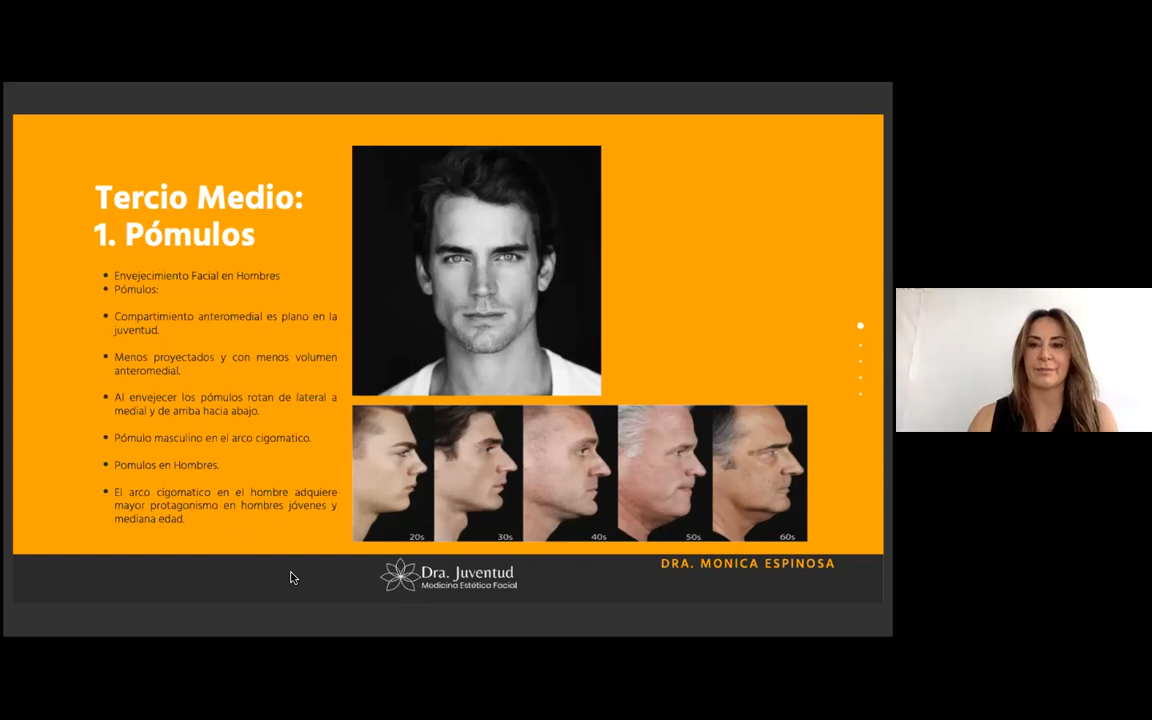 Tercio Medio:
1. Pómulos
• Envejecimiento Facial en Hombres
• Pómulos:
• Compartimiento anteromedial es plano en la
juventud.
• Menos proyectados y con menos volumen
anteromedial.
• Al envejecer los pómulos rotan de lateral a
medial y de arriba hacia abajo.
• Pómulo masculino en el arco cigomatico.
• Pomulos en Hombres.
• El arco cigomatico en el hombre adquiere
mayor protagonismo en hombres jóvenes y
mediana edad.
20s 30s 40s 50s 60s
Dra. Juventud
Medicina Estética Facial
DRA. MONICA ESPINOSA